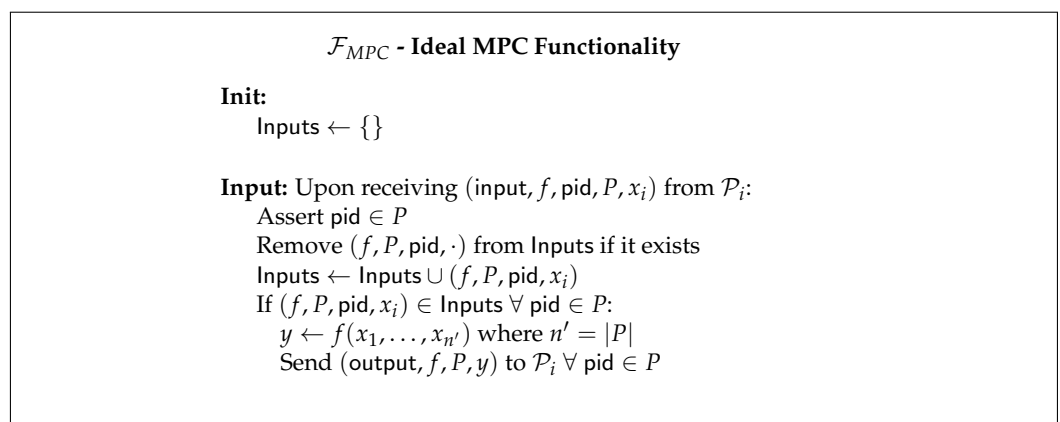 𝓕_MPC - Ideal MPC Functionality
Init:
Inputs ← {}
Input: Upon receiving (input, f, pid, P, x_i) from 𝒫_i:
Assert pid ∈ P
Remove (f, P, pid, ·) from Inputs if it exists
Inputs ← Inputs ∪ (f, P, pid, x_i)
If (f, P, pid, x_i) ∈ Inputs ∀ pid ∈ P:
y ← f(x_1, . . . , x_{n′}) where n′ = |P|
Send (output, f, P, y) to 𝒫_i ∀ pid ∈ P